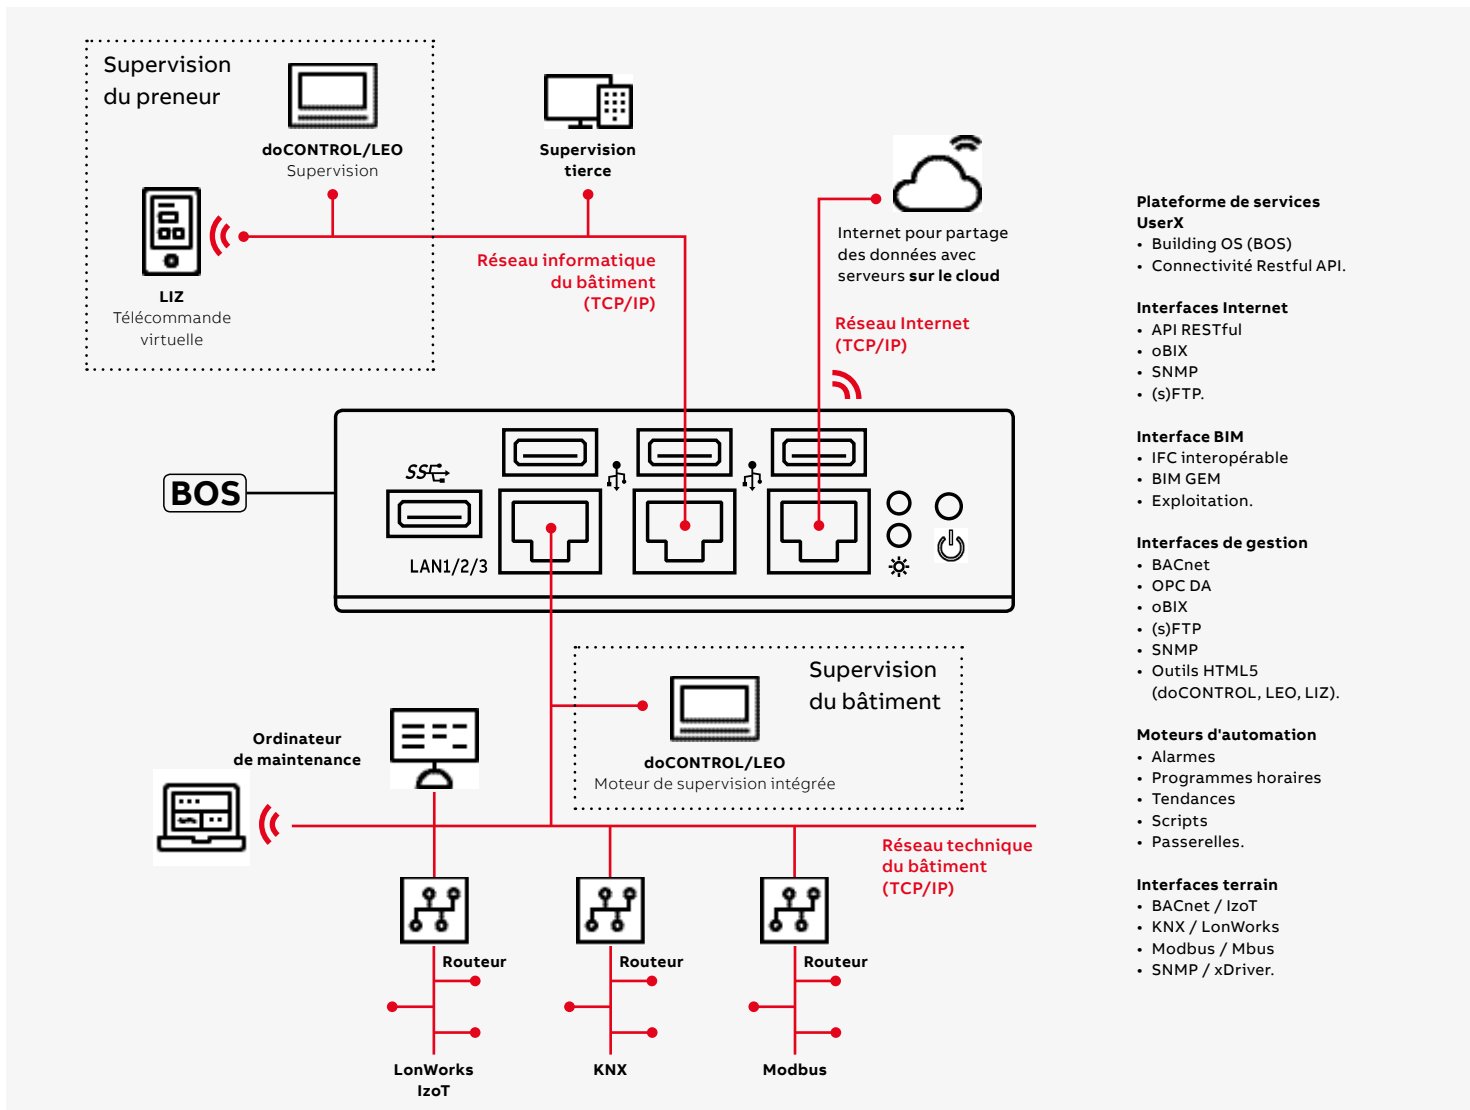 Supervision
du preneur
doCONTROL/LEO
Supervision
LIZ
Télécommande
virtuelle
Supervision
tierce
Réseau informatique
du bâtiment
(TCP/IP)
Internet pour partage
des données avec
serveurs sur le cloud
Réseau Internet
(TCP/IP)
BOS
SS
LAN1/2/3
Supervision
du bâtiment
doCONTROL/LEO
Moteur de supervision intégrée
Ordinateur
de maintenance
Réseau technique
du bâtiment
(TCP/IP)
Routeur
Routeur
Routeur
LonWorks
IzoT
KNX
Modbus
Plateforme de services
UserX
• Building OS (BOS)
• Connectivité Restful API.
Interfaces Internet
• API RESTful
• oBIX
• SNMP
• (s)FTP.
Interface BIM
• IFC interopérable
• BIM GEM
• Exploitation.
Interfaces de gestion
• BACnet
• OPC DA
• oBIX
• (s)FTP
• SNMP
• Outils HTML5
(doCONTROL, LEO, LIZ).
Moteurs d'automation
• Alarmes
• Programmes horaires
• Tendances
• Scripts
• Passerelles.
Interfaces terrain
• BACnet / IzoT
• KNX / LonWorks
• Modbus / Mbus
• SNMP / xDriver.